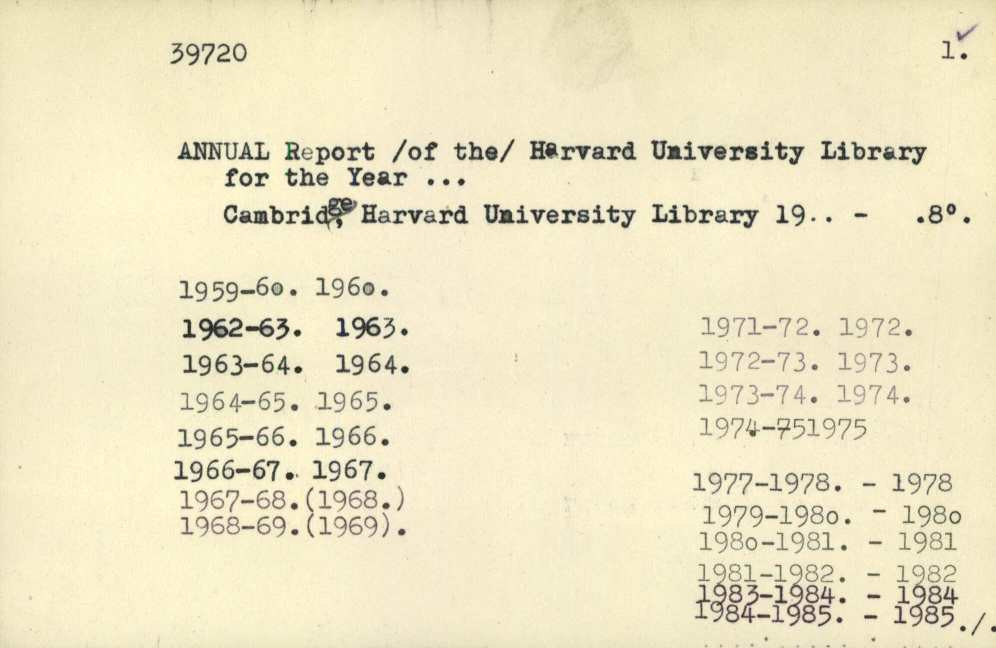 39720
1.
ANNUAL Report /of the/ Harvard University Library
for the Year ...
Cambridge, Harvard University Library 19.. - .8°.
1959-60. 1960.
1962-63. 1963.
1963-64. 1964.
1964-65. 1965.
1965-66. 1966.
1966-67. 1967.
1967-68.(1968.)
1968-69.(1969).
1971-72. 1972.
1972-73. 1973.
1973-74. 1974.
1974-751975
1977-1978. - 1978
1979-1980. - 1980
1980-1981. - 1981
1981-1982. - 1982
1983-1984. - 1984
1984-1985. - 1985./.